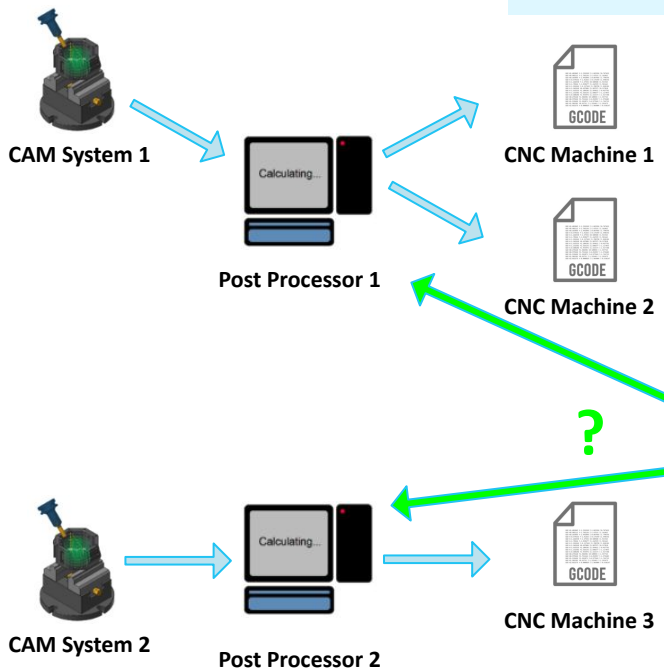 CAM System 1
Calculating...
Post Processor 1
GCODE
CNC Machine 1
GCODE
CNC Machine 2
?
CAM System 2
Calculating...
Post Processor 2
GCODE
CNC Machine 3